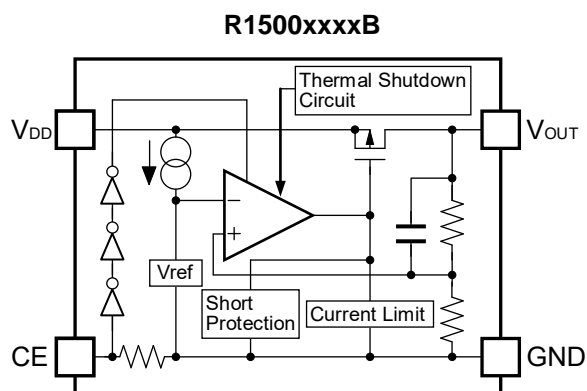 R1500xxxxB
Thermal Shutdown
Circuit
VDD
VOUT
−
+
Vref
Short
Protection
Current Limit
CE
GND